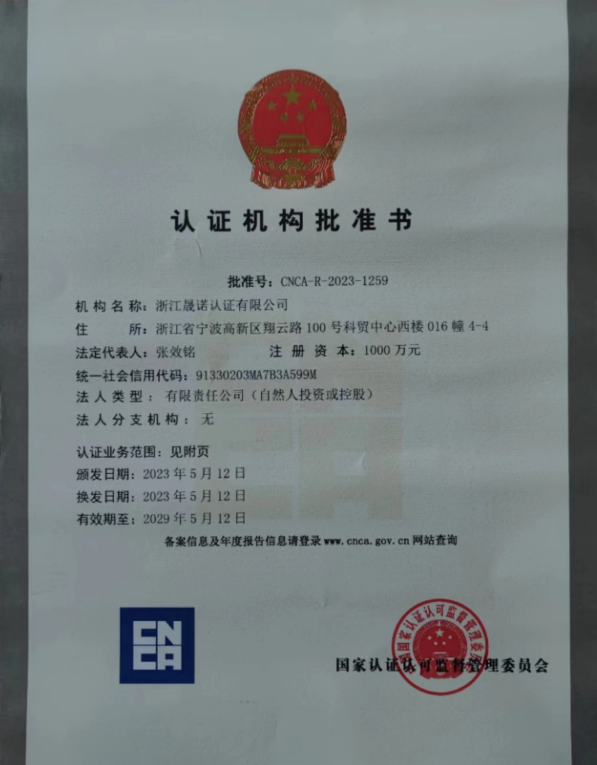 认证机构批准书
批准号：CNCA-R-2023-1259
机构名称：浙江晟诺认证有限公司
住　　所：浙江省宁波高新区翔云路100号科贸中心西楼016幢4-4
法定代表人：张效铭　　注册资本：1000万元
统一社会信用代码：91330203MA7B3A599M
法人类型：有限责任公司（自然人投资或控股）
法人分支机构：无
认证业务范围：见附页
颁发日期：2023年5月12日
换发日期：2023年5月12日
有效期至：2029年5月12日
备案信息及年度报告信息请登录www.cnca.gov.cn网站查询
CN
CA
国家认证认可监督管理委员会